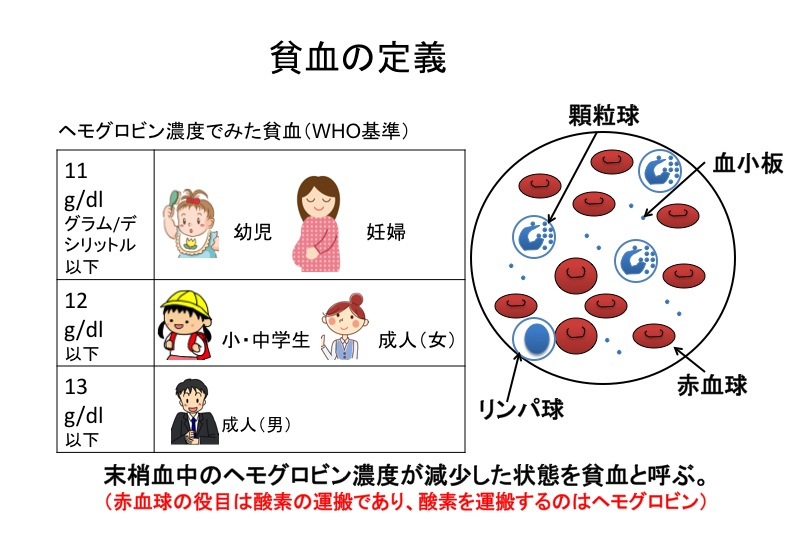 貧血の定義
ヘモグロビン濃度でみた貧血（WHO基準）
11
g/dl
グラム/デ
シリットル
以下
幼児
妊婦
12
g/dl
以下
小・中学生
成人（女）
13
g/dl
以下
成人（男）
顆粒球
血小板
赤血球
リンパ球
末梢血中のヘモグロビン濃度が減少した状態を貧血と呼ぶ。
（赤血球の役目は酸素の運搬であり、酸素を運搬するのはヘモグロビン）